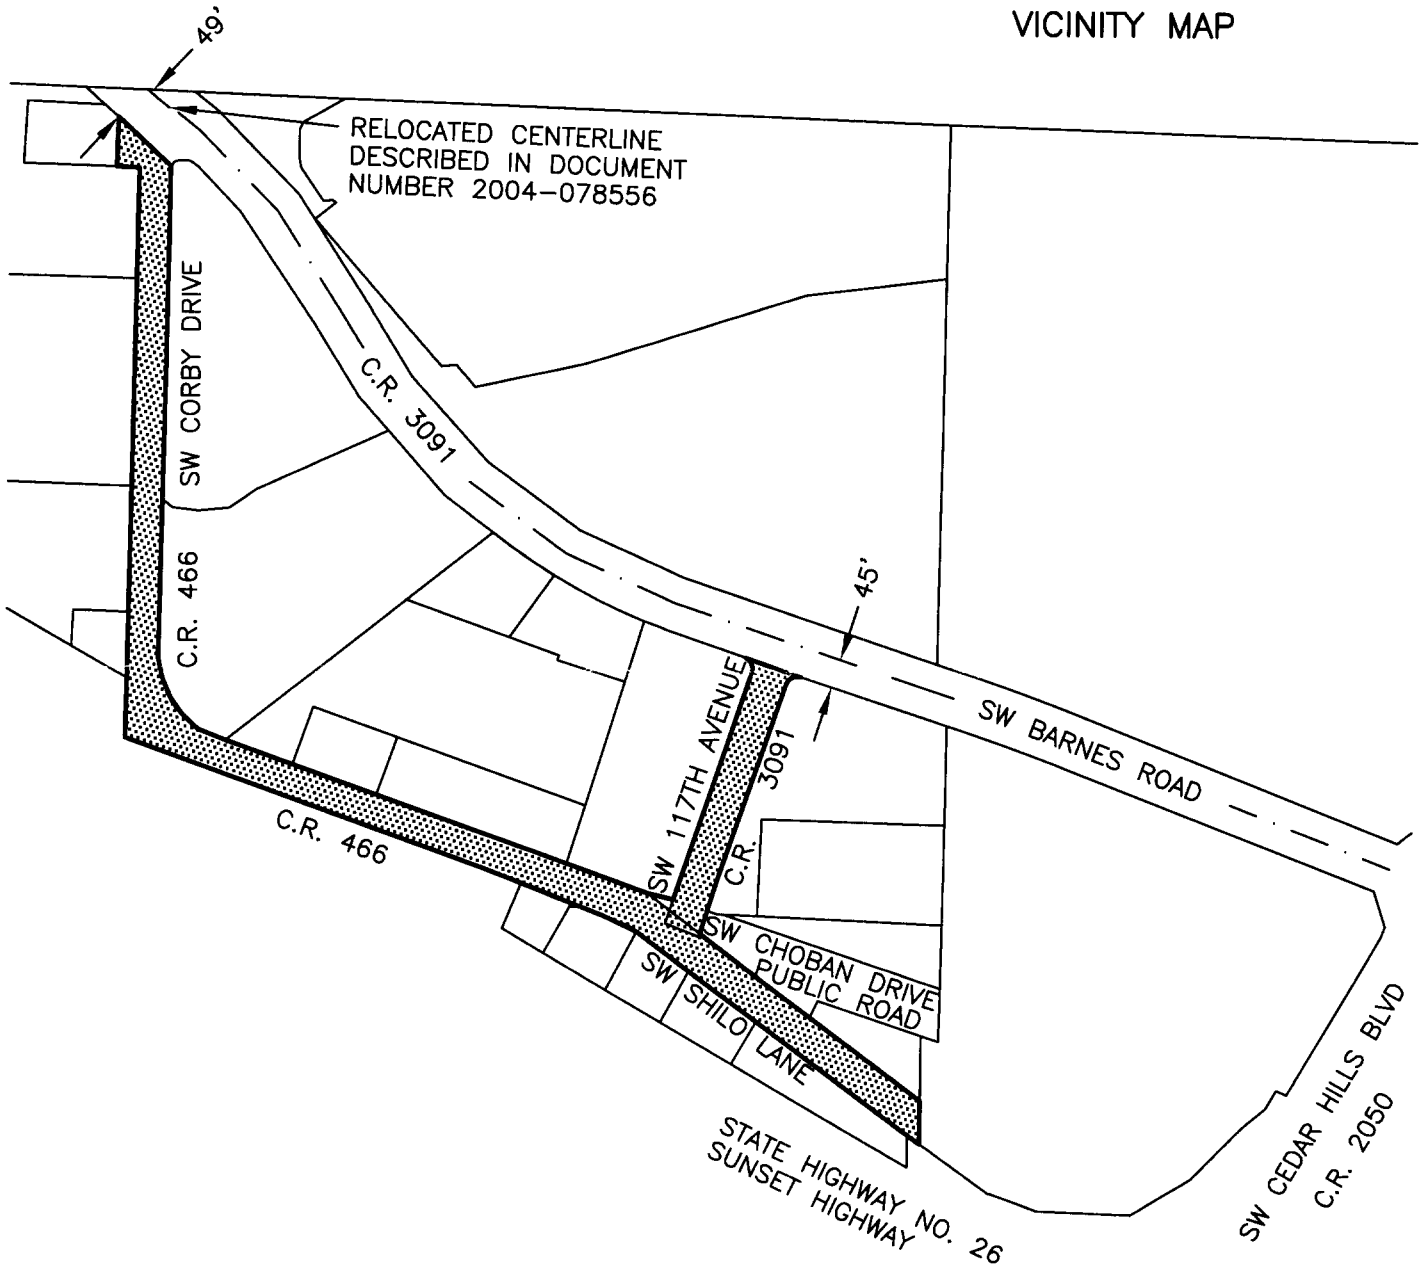 VICINITY MAP
49'
RELOCATED CENTERLINE
DESCRIBED IN DOCUMENT
NUMBER 2004-078556
SW CORBY DRIVE
C.R. 3091
C.R. 466
45'
SW BARNES ROAD
SW 117TH AVENUE
C.R. 3091
C.R. 466
SW CHOBAN DRIVE
PUBLIC ROAD
SW SHILO LANE
STATE HIGHWAY NO. 26
SUNSET HIGHWAY
SW CEDAR HILLS BLVD
C.R. 2050